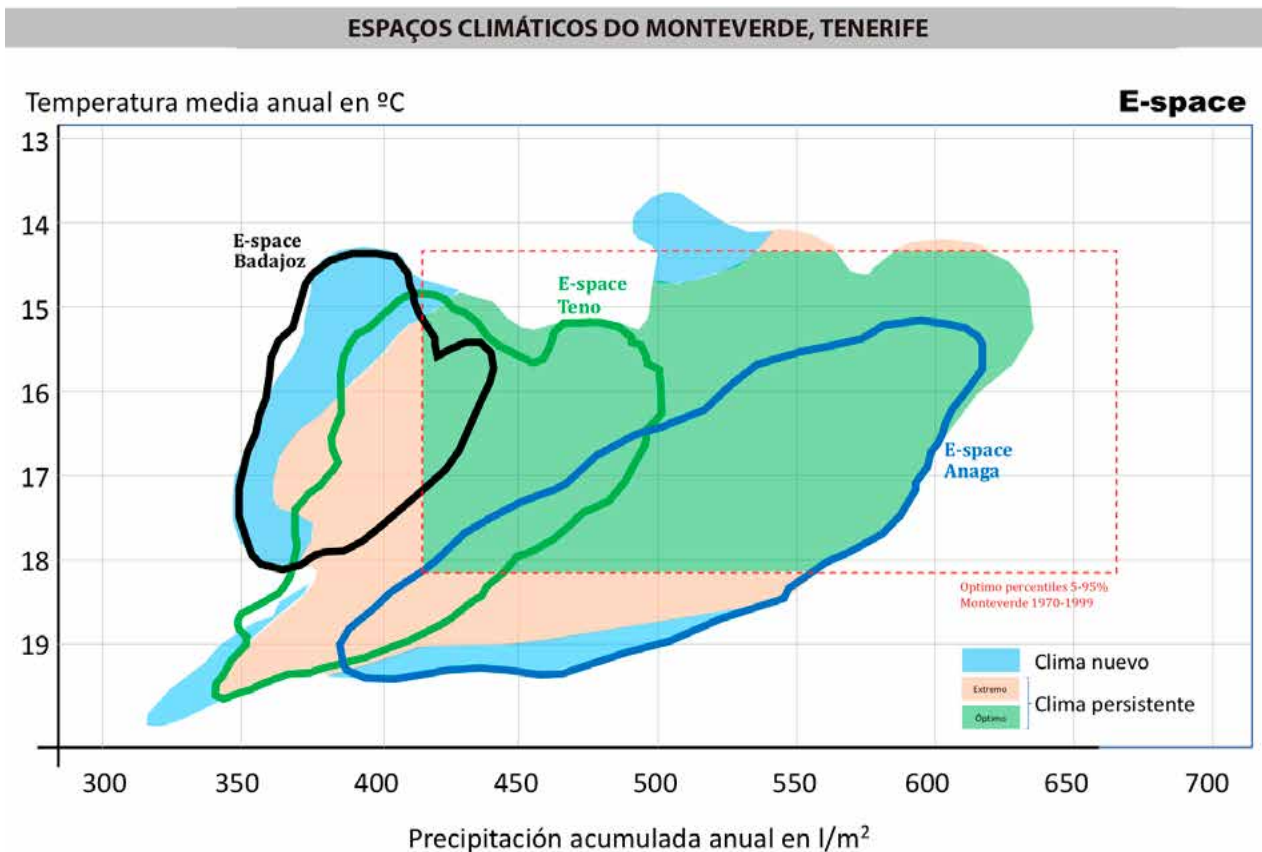 ESPAÇOS CLIMÁTICOS DO MONTEVERDE, TENERIFE
Temperatura media anual en ºC
E-space
13
14
15
16
17
18
19
E-space
Badajoz
E-space
Teno
E-space
Anaga
Optimo percentiles 5-95%
Monteverde 1970-1999
Clima nuevo
Extremo
Óptimo
Clima persistente
300 350 400 450 500 550 600 650 700
Precipitación acumulada anual en l/m²